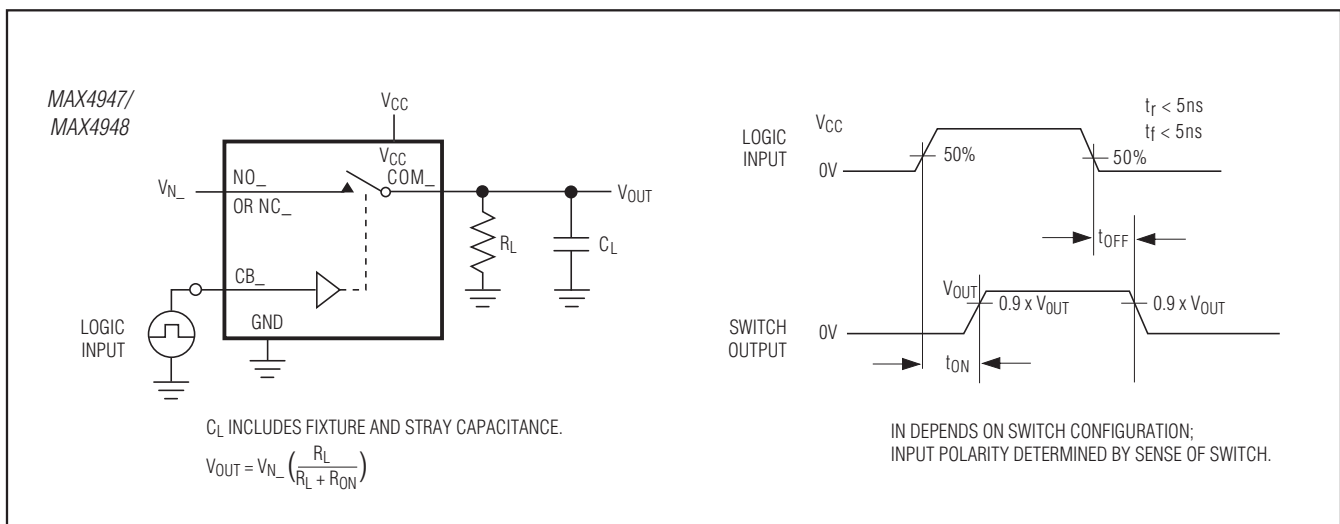 MAX4947/
MAX4948
VCC
VCC
VN_
NO_
COM_
OR NC_
VOUT
RL
CL
CB_
LOGIC
INPUT
GND
CL INCLUDES FIXTURE AND STRAY CAPACITANCE.
VOUT = VN_ (RL / RL + RON)
LOGIC
INPUT
VCC
0V
50%
50%
tr < 5ns
tf < 5ns
tOFF
SWITCH
OUTPUT
VOUT
0V
0.9 x VOUT
0.9 x VOUT
tON
IN DEPENDS ON SWITCH CONFIGURATION;
INPUT POLARITY DETERMINED BY SENSE OF SWITCH.